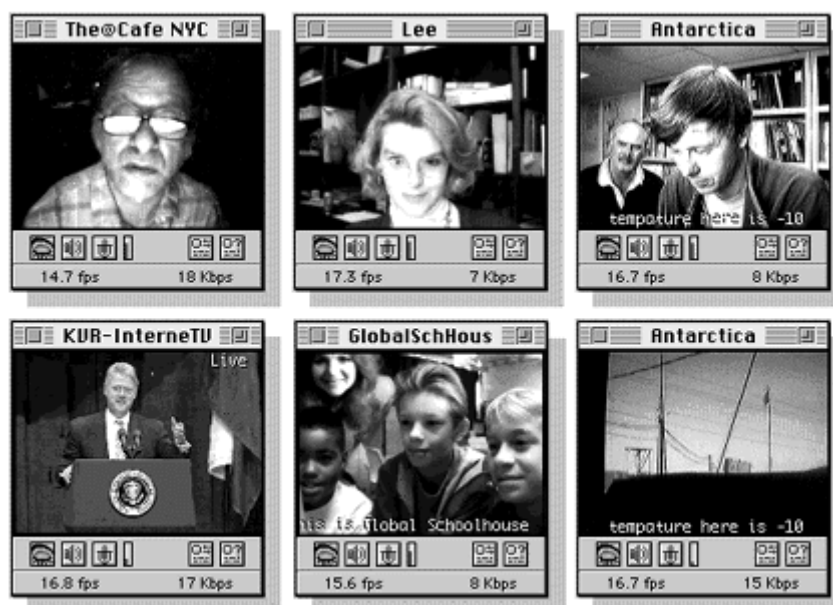 The@Cafe NYC
Lee
Antarctica
tempature here is -10
14.7 fps 18 Kbps
17.3 fps 7 Kbps
16.7 fps 8 Kbps
KVR-InterneTV
GlobalSchHous
Antarctica
Live
his is Global Schoolhouse
tempature here is -10
16.8 fps 17 Kbps
15.6 fps 8 Kbps
16.7 fps 15 Kbps